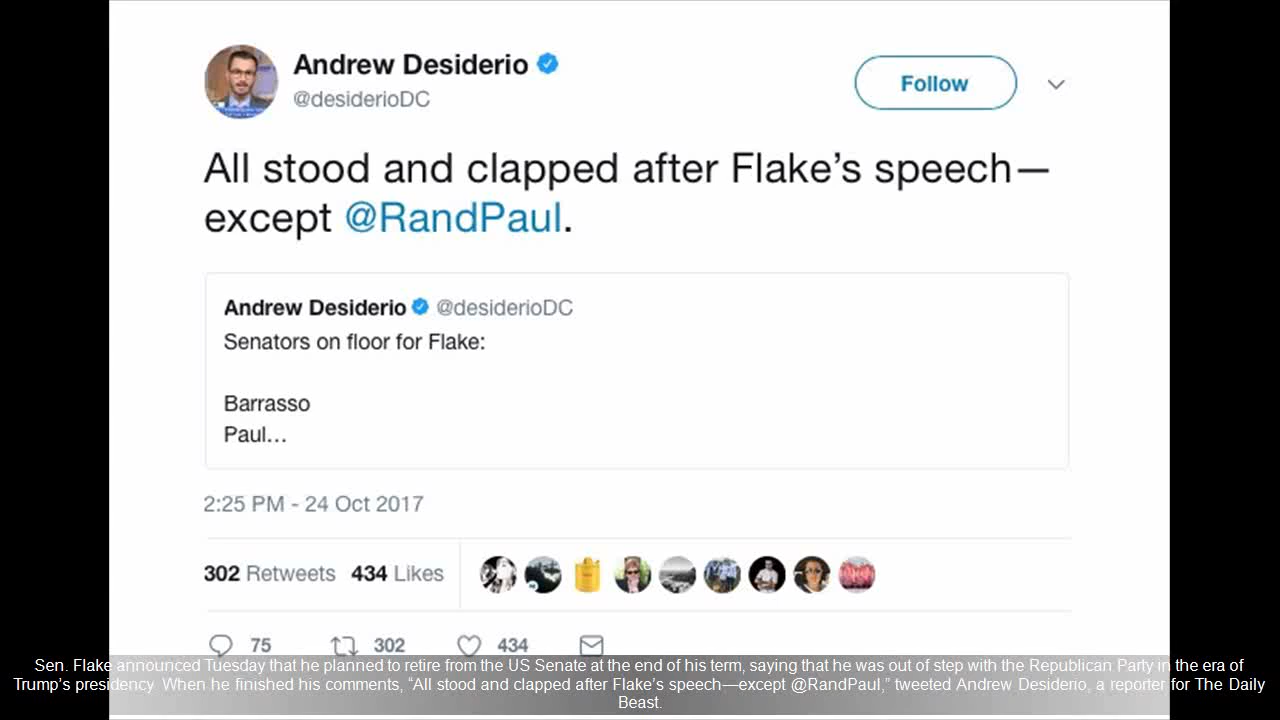 Andrew Desiderio
@desiderioDC
Follow
All stood and clapped after Flake’s speech—
except @RandPaul.
Andrew Desiderio @desiderioDC
Senators on floor for Flake:
Barrasso
Paul…
2:25 PM - 24 Oct 2017
302 Retweets 434 Likes
75 302 434
Sen. Flake announced Tuesday that he planned to retire from the US Senate at the end of his term, saying that he was out of step with the Republican Party in the era of
Trump’s presidency. When he finished his comments, “All stood and clapped after Flake’s speech—except @RandPaul,” tweeted Andrew Desiderio, a reporter for The Daily
Beast.